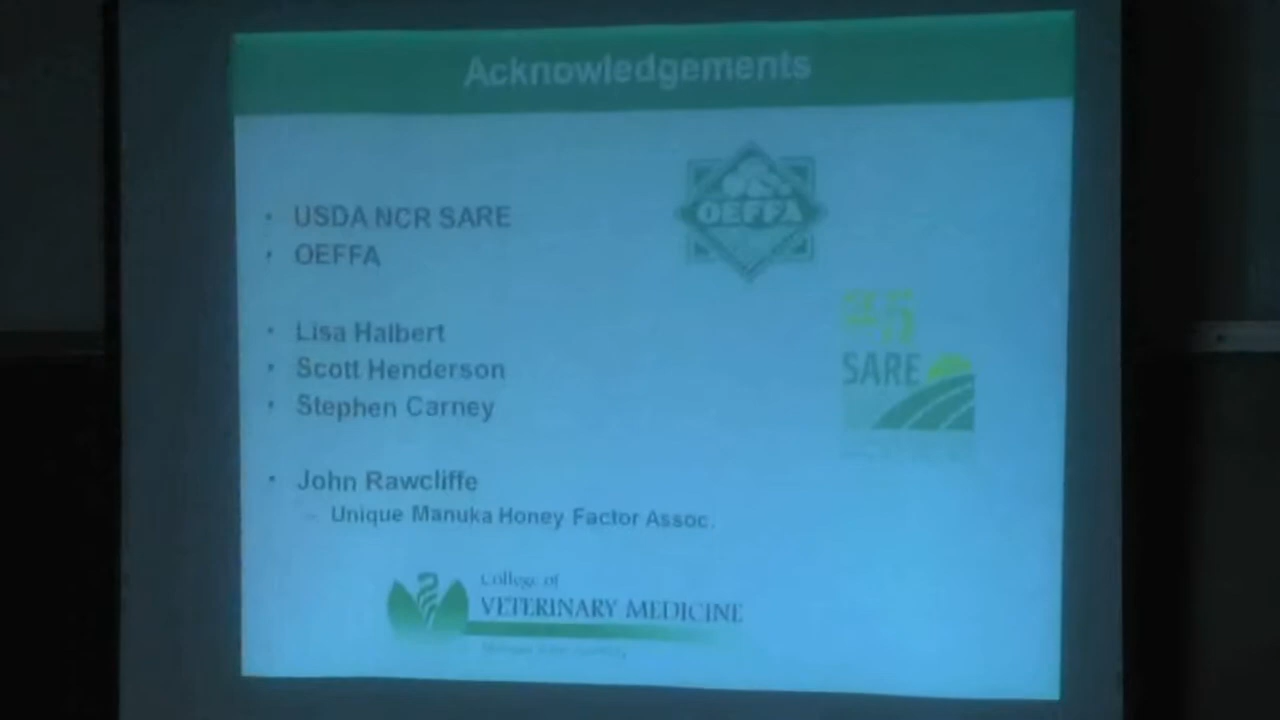 Acknowledgements
• USDA NCR SARE
• OEFFA
• Lisa Halbert
• Scott Henderson
• Stephen Carney
• John Rawcliffe
– Unique Manuka Honey Factor Assoc.
OEFFA
SARE
College of
VETERINARY MEDICINE